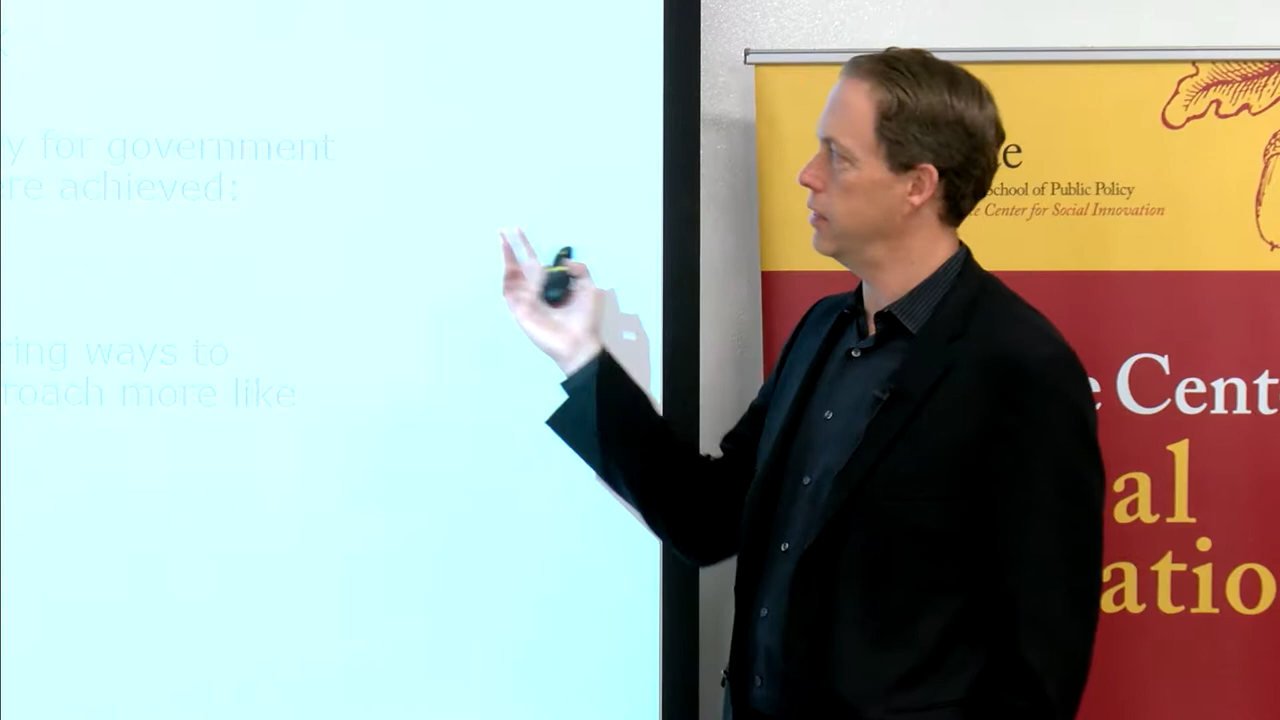 y for government
re achieved:
ring ways to
roach more like
e
School of Public Policy
e Center for Social Innovation
e Cent
al
atio